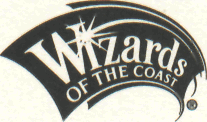 Wizards
OF THE COAST
®